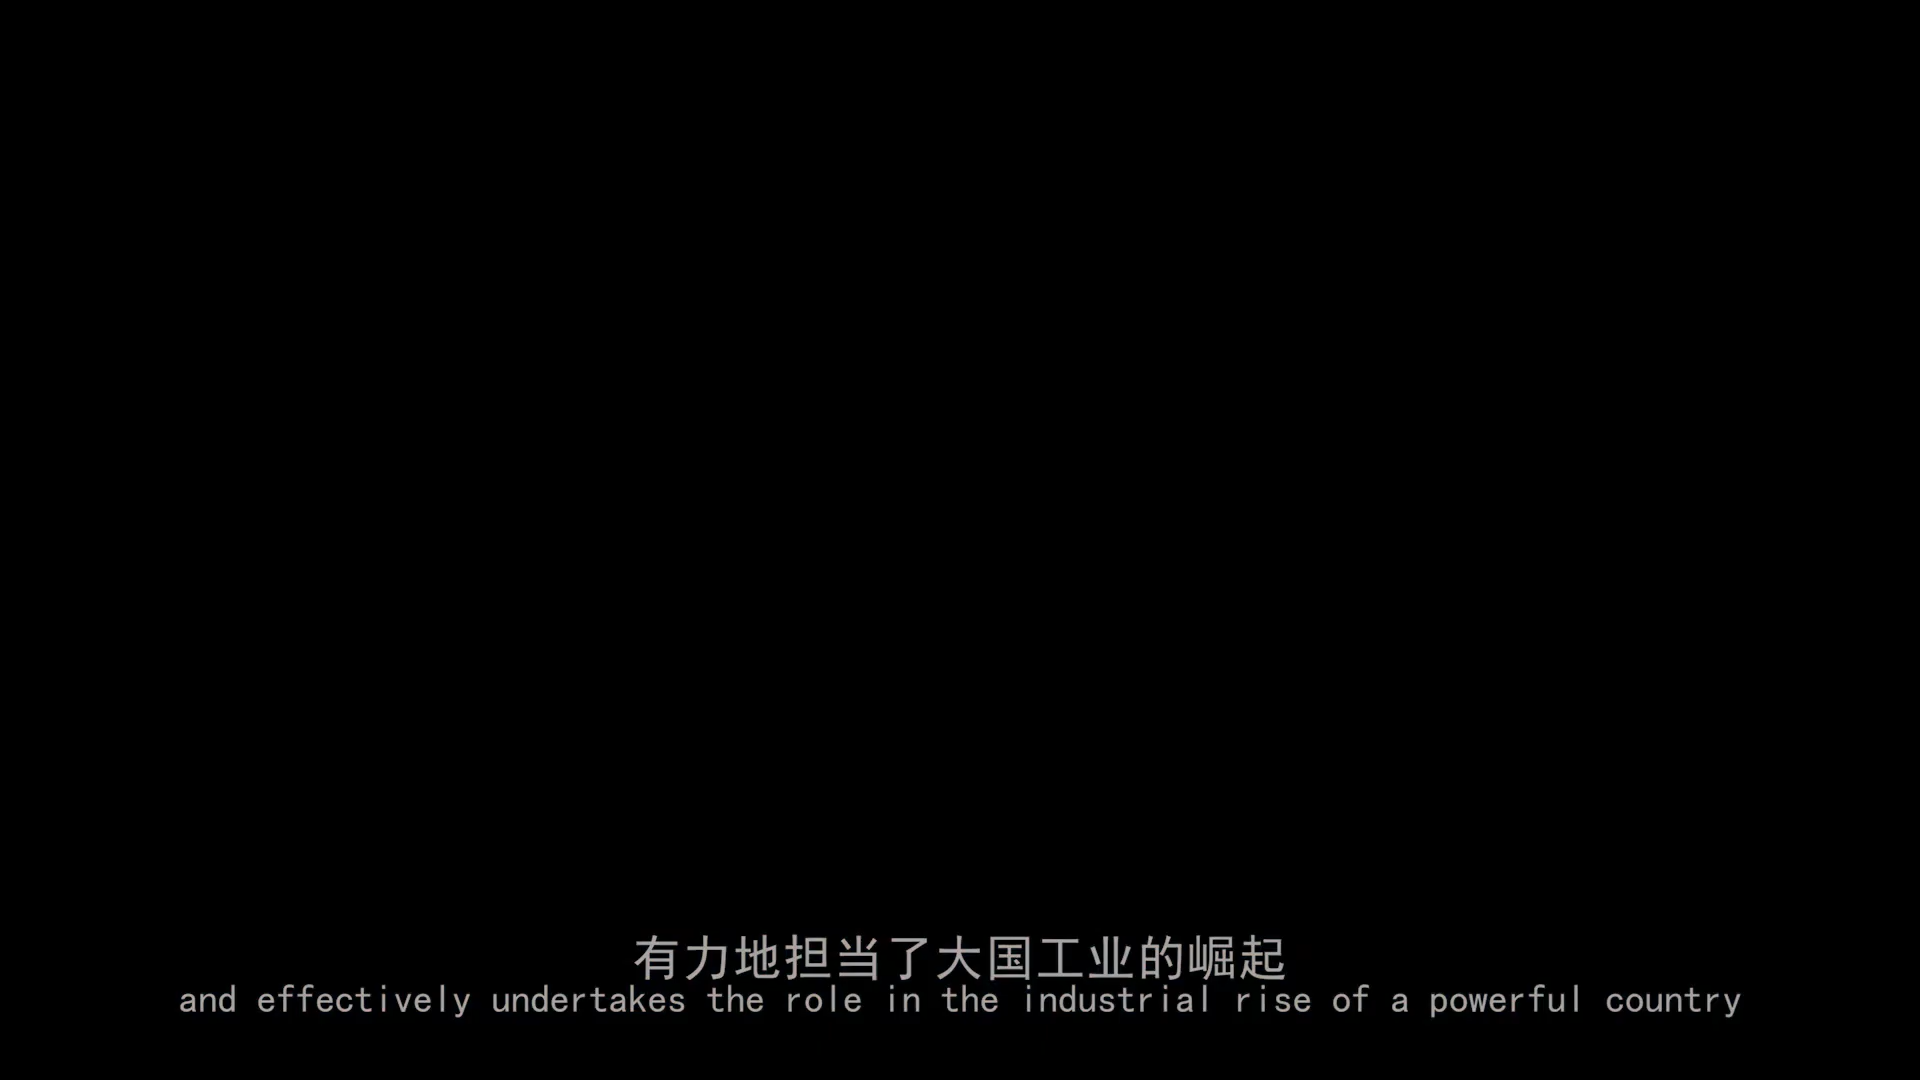 有力地担当了大国工业的崛起
and effectively undertakes the role in the industrial rise of a powerful country